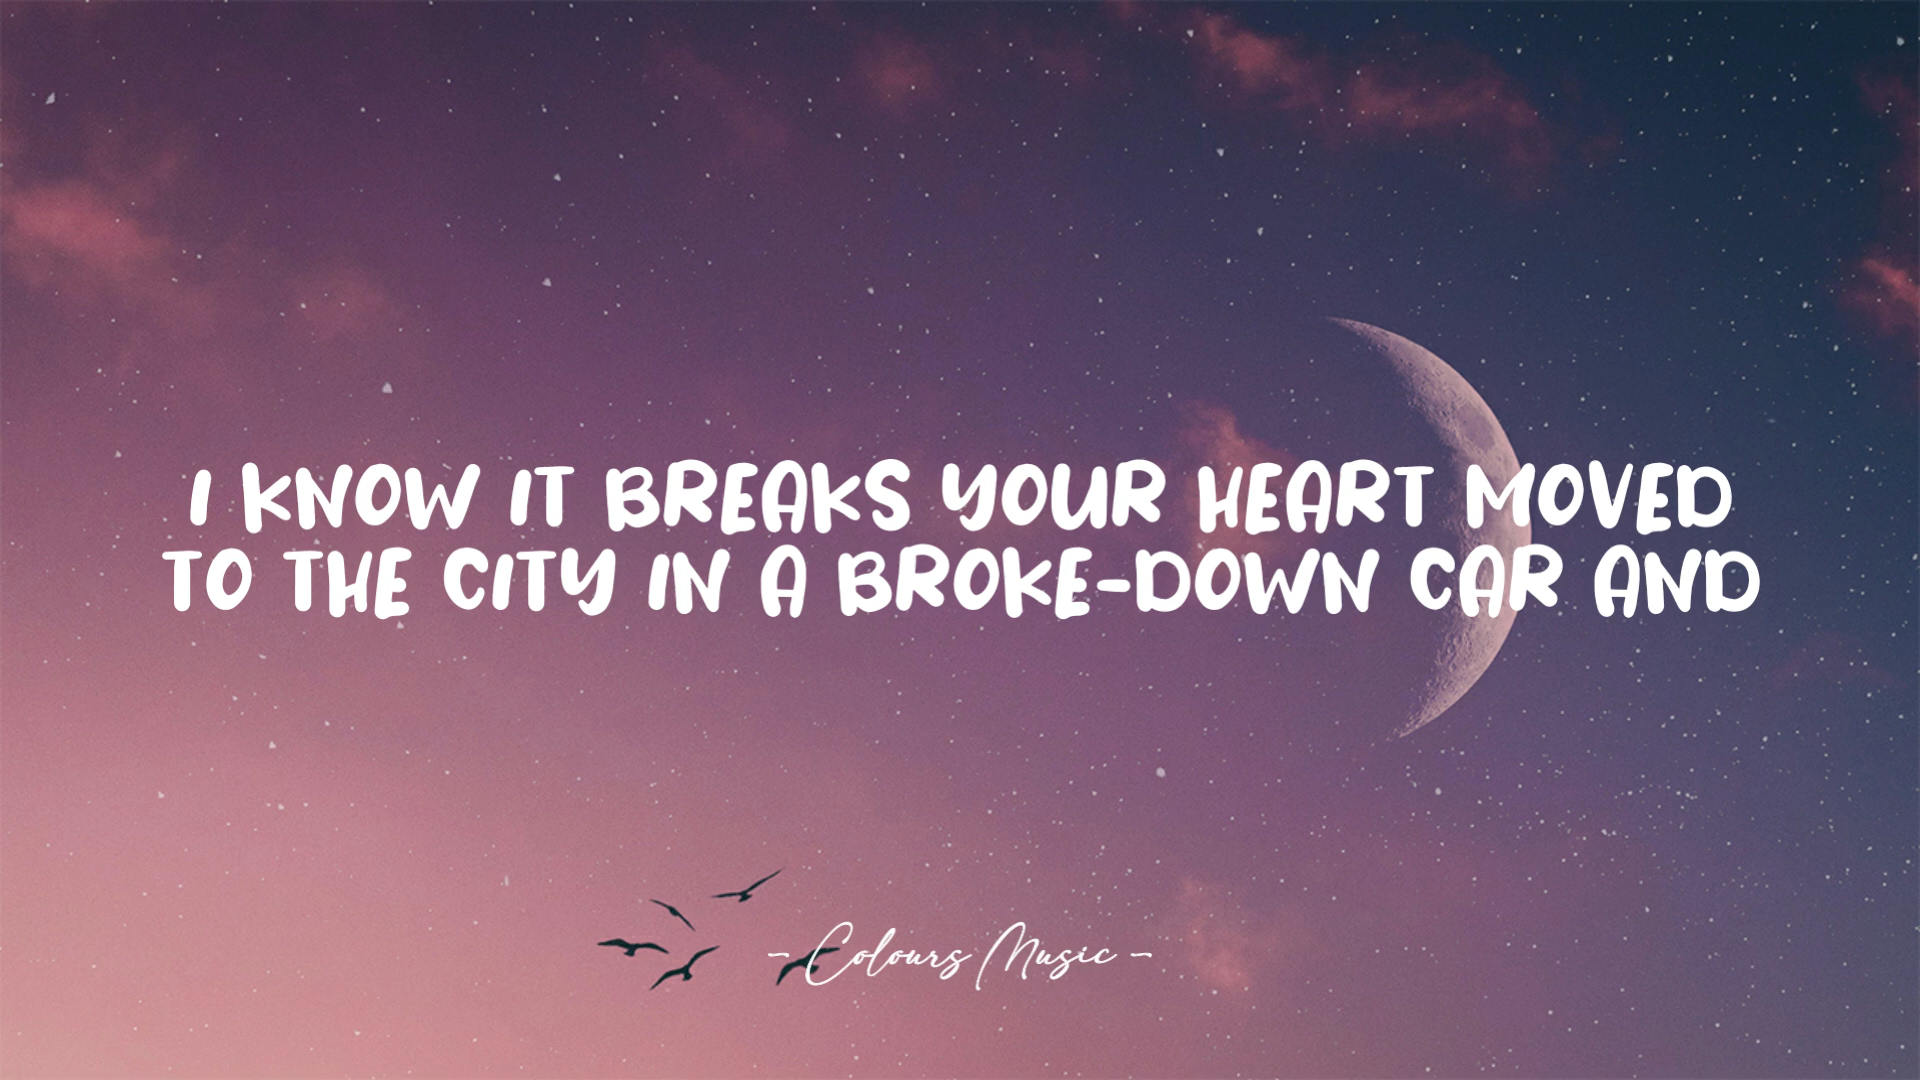 I KNOW IT BREAKS YOUR HEART MOVED
TO THE CITY IN A BROKE-DOWN CAR AND
- Colours Music -